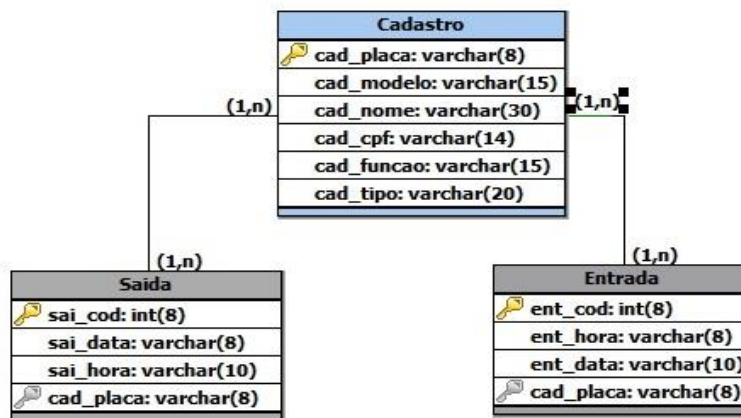 Cadastro
cad_placa: varchar(8)
cad_modelo: varchar(15)
cad_nome: varchar(30)
cad_cpf: varchar(14)
cad_funcao: varchar(15)
cad_tipo: varchar(20)
(1,n)
(1,n)
(1,n)
(1,n)
Saida
sai_cod: int(8)
sai_data: varchar(8)
sai_hora: varchar(10)
cad_placa: varchar(8)
Entrada
ent_cod: int(8)
ent_hora: varchar(8)
ent_data: varchar(10)
cad_placa: varchar(8)